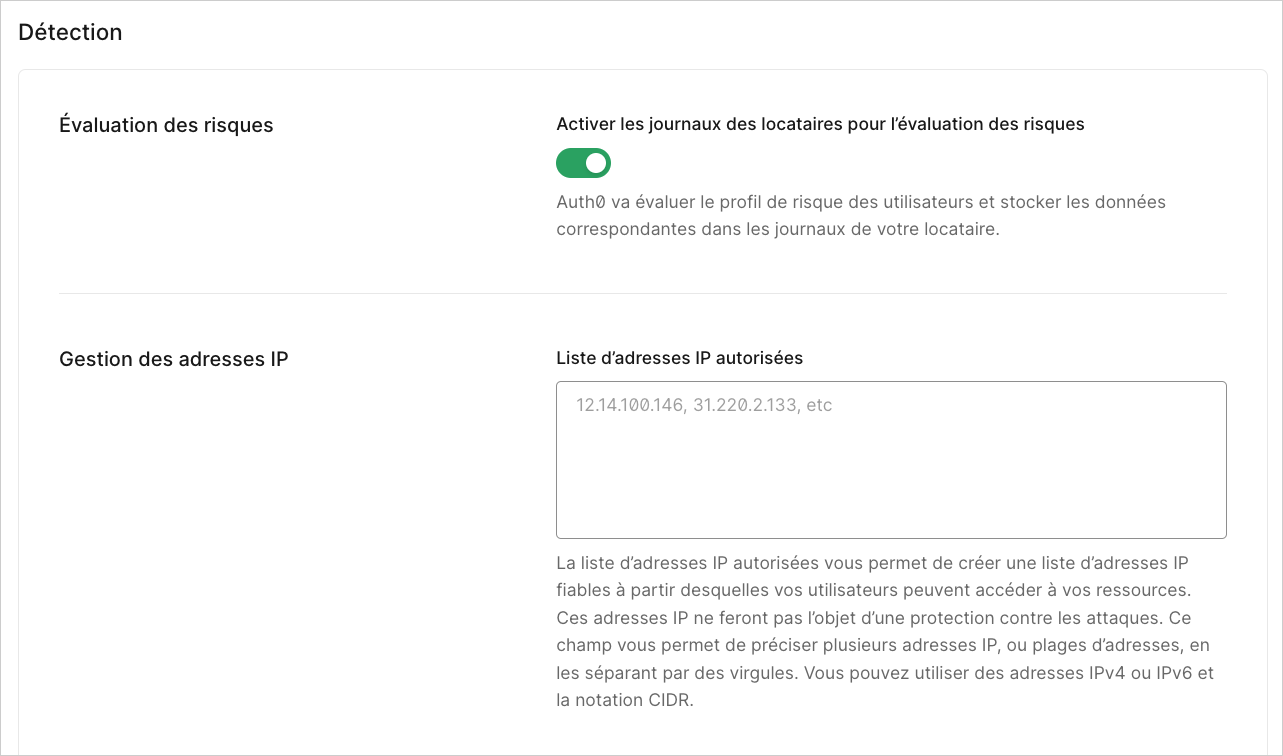 Détection
Évaluation des risques
Activer les journaux des locataires pour l’évaluation des risques
Auth0 va évaluer le profil de risque des utilisateurs et stocker les données
correspondantes dans les journaux de votre locataire.
Gestion des adresses IP
Liste d’adresses IP autorisées
12.14.100.146, 31.220.2.133, etc
La liste d’adresses IP autorisées vous permet de créer une liste d’adresses IP
fiables à partir desquelles vos utilisateurs peuvent accéder à vos ressources.
Ces adresses IP ne feront pas l’objet d’une protection contre les attaques. Ce
champ vous permet de préciser plusieurs adresses IP, ou plages d’adresses, en
les séparant par des virgules. Vous pouvez utiliser des adresses IPv4 ou IPv6 et
la notation CIDR.